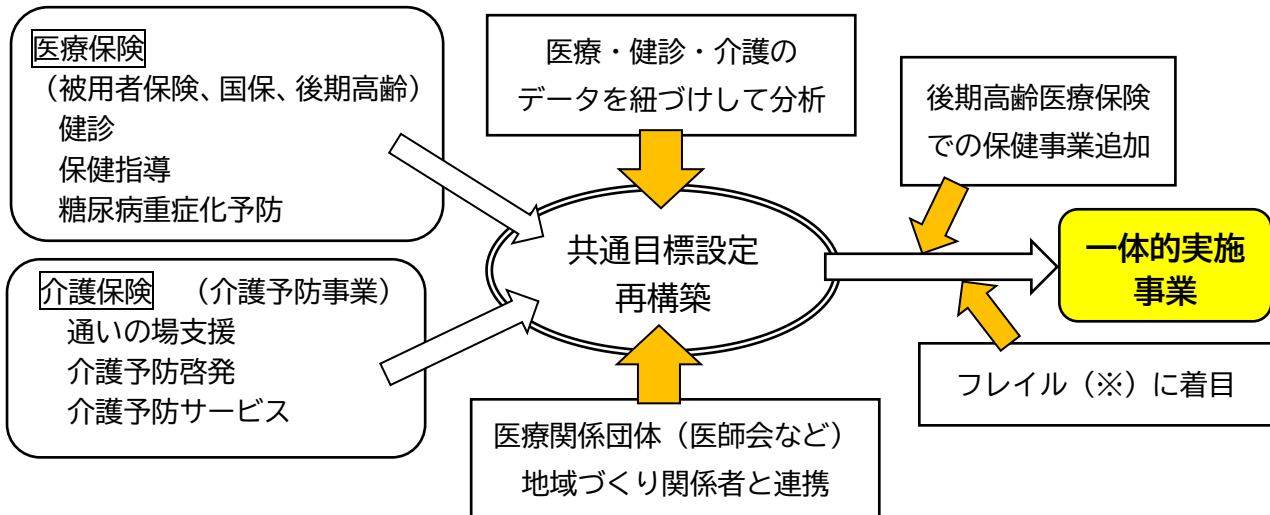 医療保険
（被用者保険、国保、後期高齢）
健診
保健指導
糖尿病重症化予防
介護保険　（介護予防事業）
通いの場支援
介護予防啓発
介護予防サービス
医療・健診・介護の
データを紐づけして分析
共通目標設定
再構築
医療関係団体（医師会など）
地域づくり関係者と連携
後期高齢医療保険
での保健事業追加
フレイル（※）に着目
一体的実施
事業